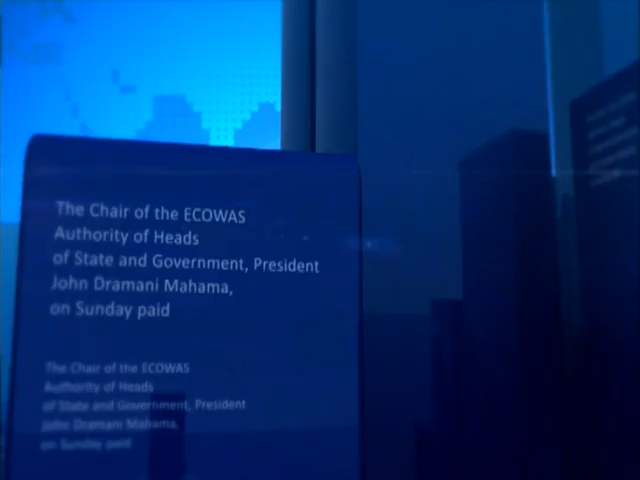 The Chair of the ECOWAS
Authority of Heads
of State and Government, President
John Dramani Mahama,
on Sunday paid
The Chair of the ECOWAS
Authority of Heads
of State and Government, President
John Dramani Mahama,
on Sunday paid